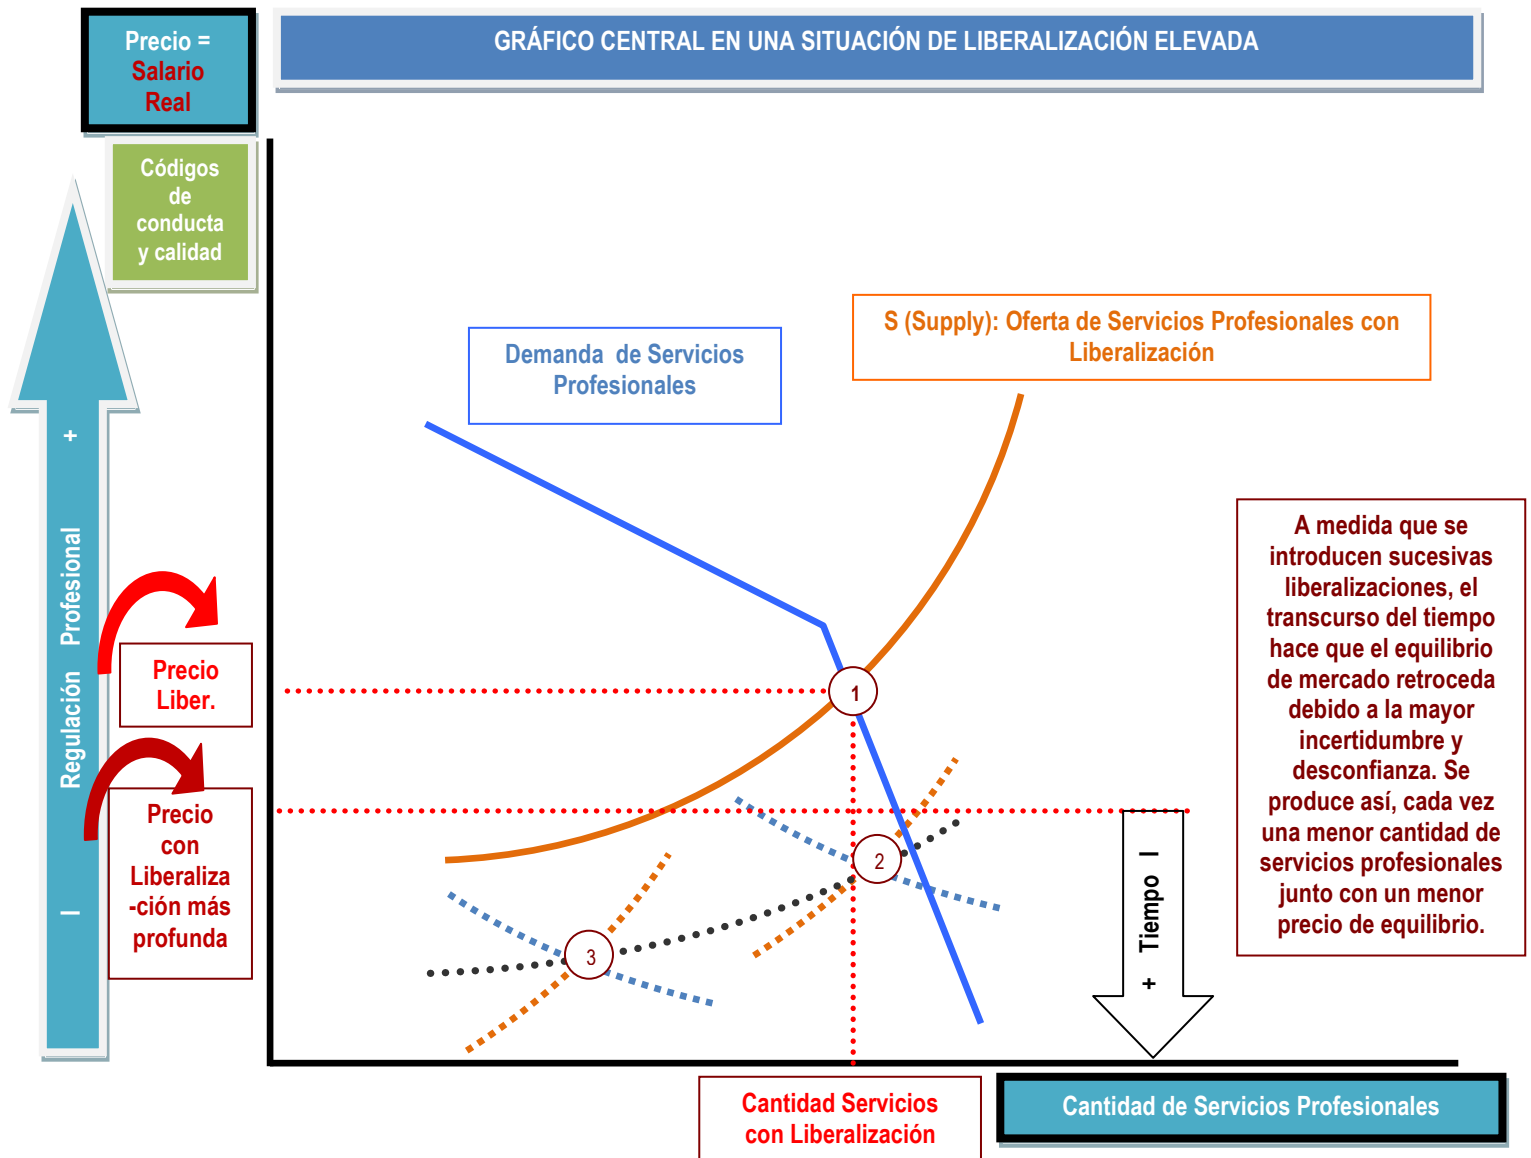 Precio =
Salario
Real
GRÁFICO CENTRAL EN UNA SITUACIÓN DE LIBERALIZACIÓN ELEVADA
Códigos
de
conducta
y calidad
S (Supply): Oferta de Servicios Profesionales con
Liberalización
Demanda de Servicios
Profesionales
I Regulación Profesional +
A medida que se
introducen sucesivas
liberalizaciones, el
transcurso del tiempo
hace que el equilibrio
de mercado retroceda
debido a la mayor
incertidumbre y
desconfianza. Se
produce así, cada vez
una menor cantidad de
servicios profesionales
junto con un menor
precio de equilibrio.
Precio
Liber.
1
Precio
con
Liberaliza
-ción más
profunda
2
3
+ Tiempo I
Cantidad Servicios
con Liberalización
Cantidad de Servicios Profesionales